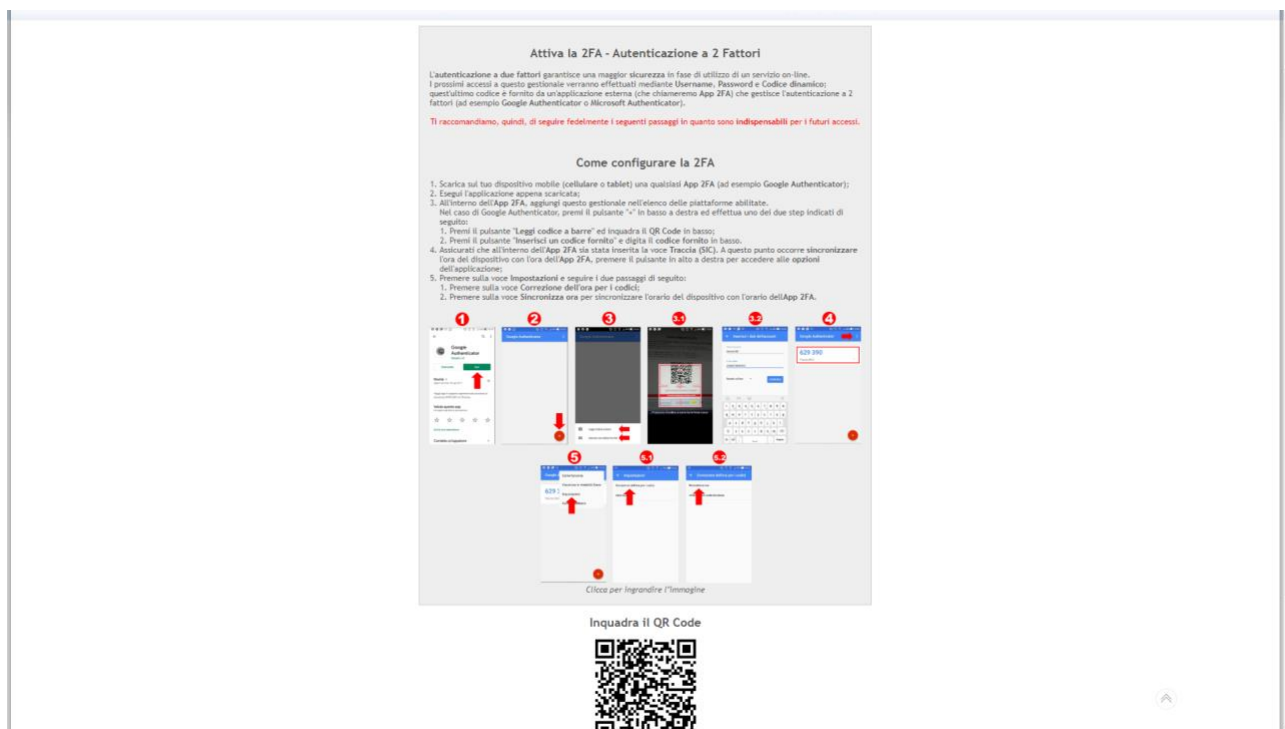 Attiva la 2FA - Autenticazione a 2 Fattori
L'autenticazione a due fattori garantisce una maggior sicurezza in fase di utilizzo di un servizio on-line.
I prossimi accessi a questo gestionale verranno effettuati mediante Username, Password e Codice dinamico;
quest'ultimo codice è fornito da un'applicazione esterna (che chiameremo App 2FA) che gestisce l'autenticazione a 2
fattori (ad esempio Google Authenticator o Microsoft Authenticator).
Ti raccomandiamo, quindi, di seguire fedelmente i seguenti passaggi in quanto sono indispensabili per i futuri accessi.
Come configurare la 2FA
1. Scarica sul tuo dispositivo mobile (cellulare o tablet) una qualsiasi App 2FA (ad esempio Google Authenticator);
2. Esegui l'applicazione appena scaricata;
3. All'interno dell'App 2FA, aggiungi questo gestionale nell'elenco delle piattaforme abilitate.
Nel caso di Google Authenticator, premi il pulsante "+" in basso a destra ed effettua uno dei due step indicati di
seguito:
1. Premi il pulsante "Leggi codice a barre" ed inquadra il QR Code in basso;
2. Premi il pulsante "Inserisci un codice fornito" e digita il codice fornito in basso.
4. Assicurati che all'interno dell'App 2FA sia stata inserita la voce Traccia (SIC). A questo punto occorre sincronizzare
l'ora del dispositivo con l'ora dell'App 2FA, premere il pulsante in alto a destra per accedere alle opzioni
dell'applicazione;
5. Premere sulla voce Impostazioni e seguire i due passaggi di seguito:
1. Premere sulla voce Correzione dell'ora per i codici;
2. Premere sulla voce Sincronizza ora per sincronizzare l'orario del dispositivo con l'orario dellApp 2FA.
1 2 3 3.1 3.2 4
Google
Authenticator
Google Authenticator
629 390
5 5.1 5.2
Impostazioni
Clicca per ingrandire l'immagine
Inquadra il QR Code